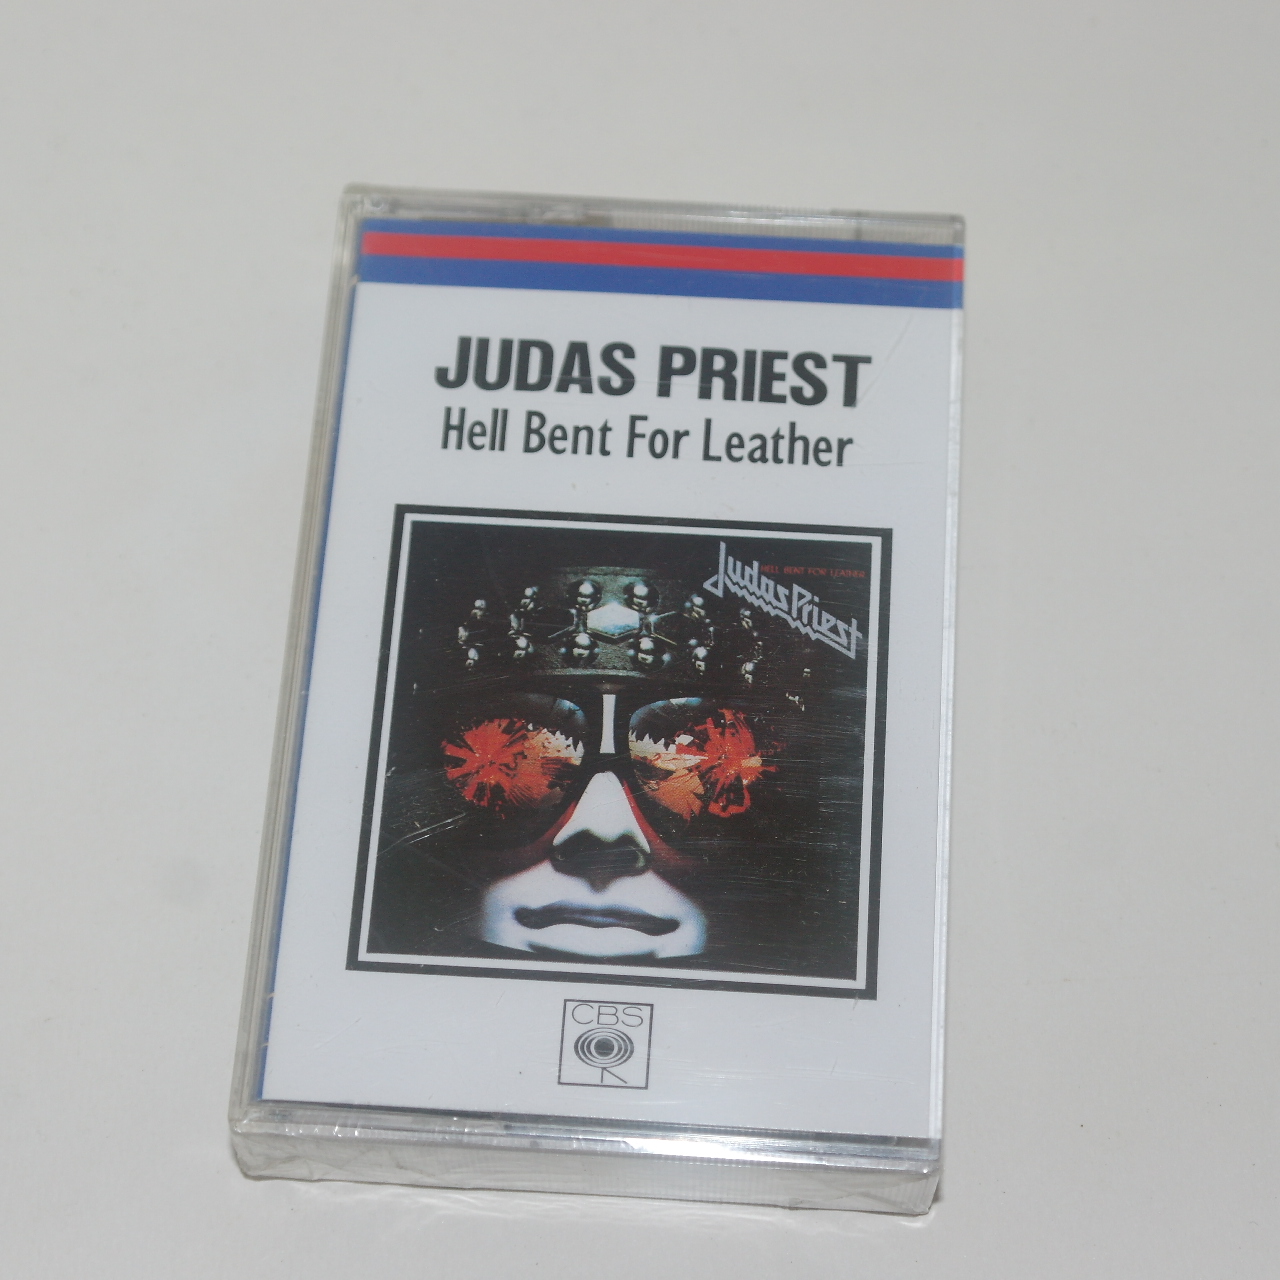 JUDAS PRIEST
Hell Bent For Leather
HELL BENT FOR LEATHER
Judas Priest
CBS